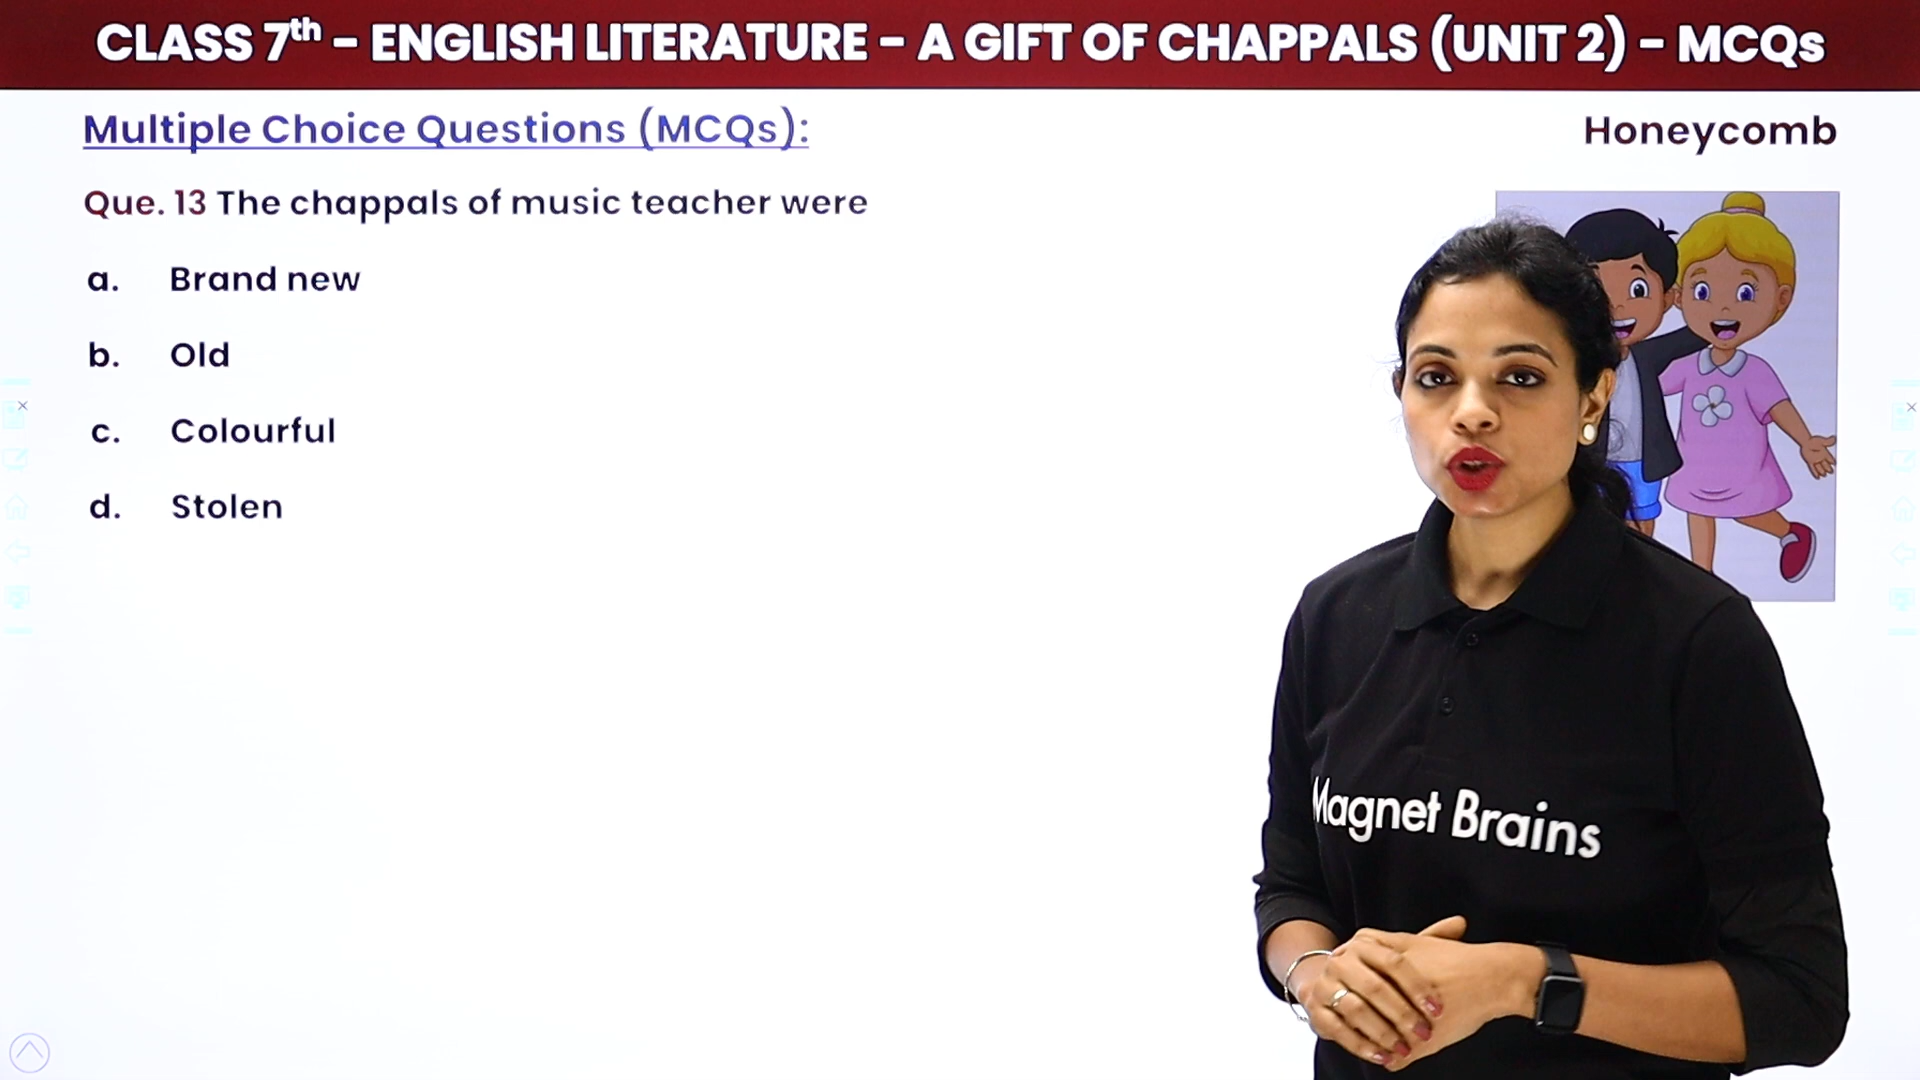 CLASS 7th - ENGLISH LITERATURE - A GIFT OF CHAPPALS (UNIT 2) - MCQs
Multiple Choice Questions (MCQs):
Honeycomb
Que. 13 The chappals of music teacher were
a. Brand new
b. Old
c. Colourful
d. Stolen
Magnet Brains